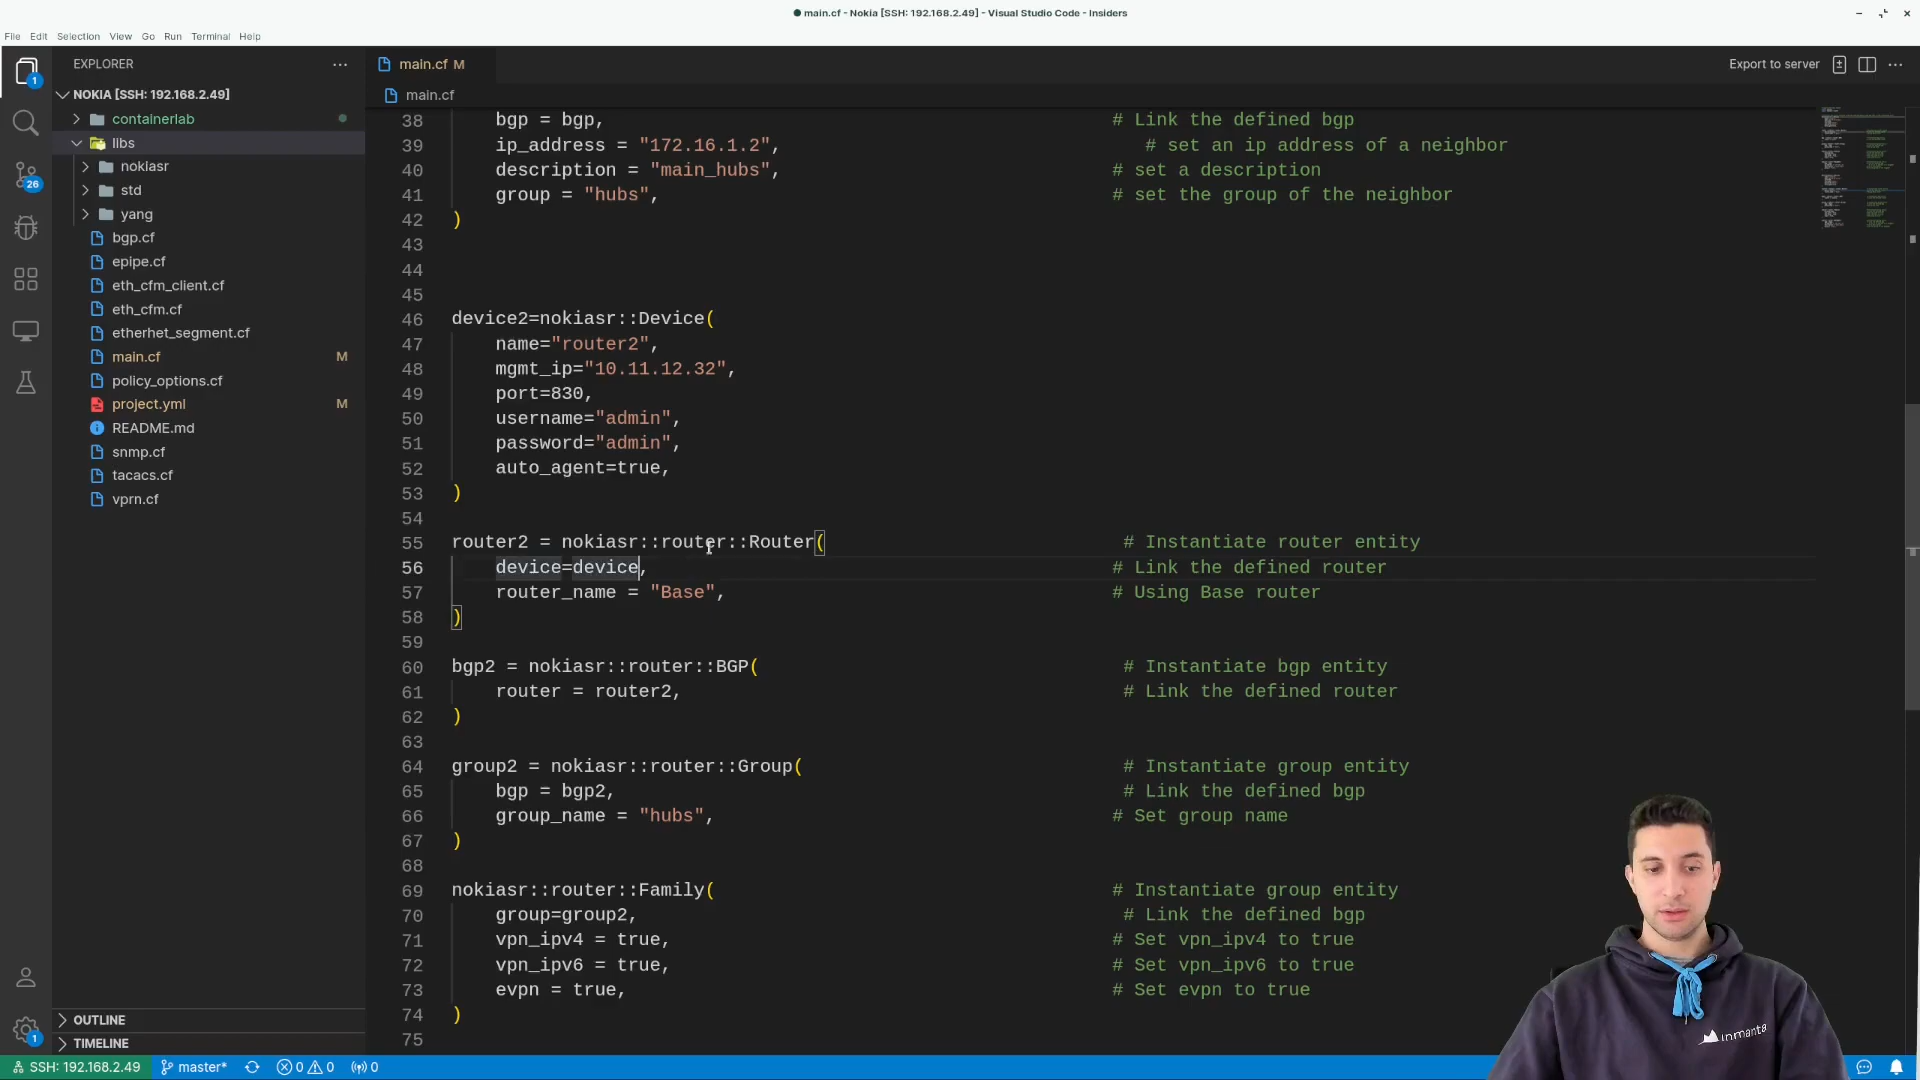 ● main.cf - Nokia [SSH: 192.168.2.49] - Visual Studio Code - Insiders
File Edit Selection View Go Run Terminal Help
EXPLORER
main.cf M
Export to server
NOKIA [SSH: 192.168.2.49]
main.cf
containerlab
libs
nokiasr
std
yang
bgp.cf
epipe.cf
eth_cfm_client.cf
eth_cfm.cf
etherhet_segment.cf
main.cf M
policy_options.cf
project.yml M
README.md
snmp.cf
tacacs.cf
vprn.cf
OUTLINE
TIMELINE
1
26
1
38 bgp = bgp, # Link the defined bgp
39 ip_address = "172.16.1.2", # set an ip address of a neighbor
40 description = "main_hubs", # set a description
41 group = "hubs", # set the group of the neighbor
42 )
43
44
45
46 device2=nokiasr::Device(
47 name="router2",
48 mgmt_ip="10.11.12.32",
49 port=830,
50 username="admin",
51 password="admin",
52 auto_agent=true,
53 )
54
55 router2 = nokiasr::router::Router( # Instantiate router entity
56 device=device, # Link the defined router
57 router_name = "Base", # Using Base router
58 )
59
60 bgp2 = nokiasr::router::BGP( # Instantiate bgp entity
61 router = router2, # Link the defined router
62 )
63
64 group2 = nokiasr::router::Group( # Instantiate group entity
65 bgp = bgp2, # Link the defined bgp
66 group_name = "hubs", # Set group name
67 )
68
69 nokiasr::router::Family( # Instantiate group entity
70 group=group2, # Link the defined bgp
71 vpn_ipv4 = true, # Set vpn_ipv4 to true
72 vpn_ipv6 = true, # Set vpn_ipv6 to true
73 evpn = true, # Set evpn to true
74 )
75
inmanta
SSH: 192.168.2.49 master* 0 0 0